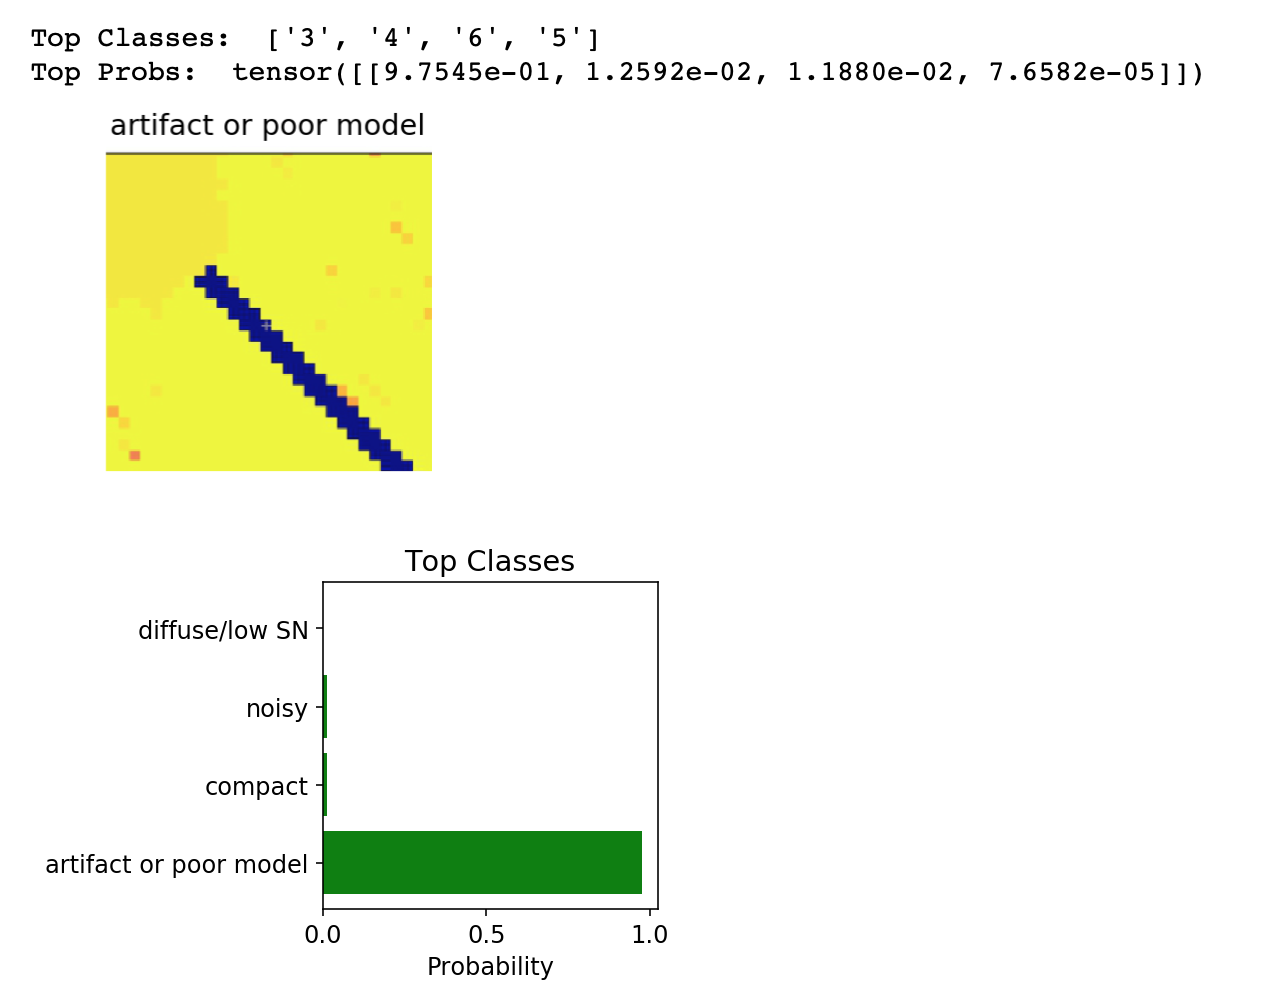 Top Classes:  ['3', '4', '6', '5']
Top Probs:  tensor([[9.7545e-01, 1.2592e-02, 1.1880e-02, 7.6582e-05]])
artifact or poor model
Top Classes
diffuse/low SN
noisy
compact
artifact or poor model
0.0 0.5 1.0
Probability